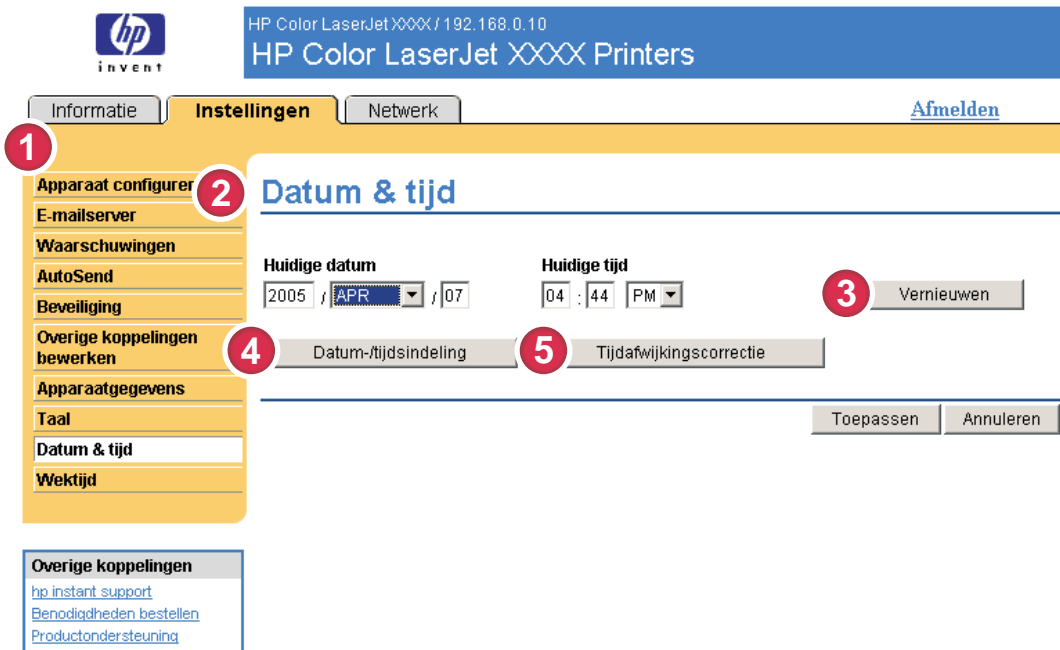 hp
invent
HP Color LaserJet XXXX / 192.168.0.10
HP Color LaserJet XXXX Printers
Informatie
Instellingen
Netwerk
Afmelden
1
Apparaat configurer
2
Datum & tijd
E-mailserver
Waarschuwingen
AutoSend
Beveiliging
Overige koppelingen
bewerken
Apparaatgegevens
Taal
Datum & tijd
Wektijd
Huidige datum
Huidige tijd
2005 / APR / 07
04 : 44 PM
3
Vernieuwen
4
Datum-/tijdsindeling
5
Tijdafwijkingscorrectie
Toepassen
Annuleren
Overige koppelingen
hp instant support
Benodigdheden bestellen
Productondersteuning